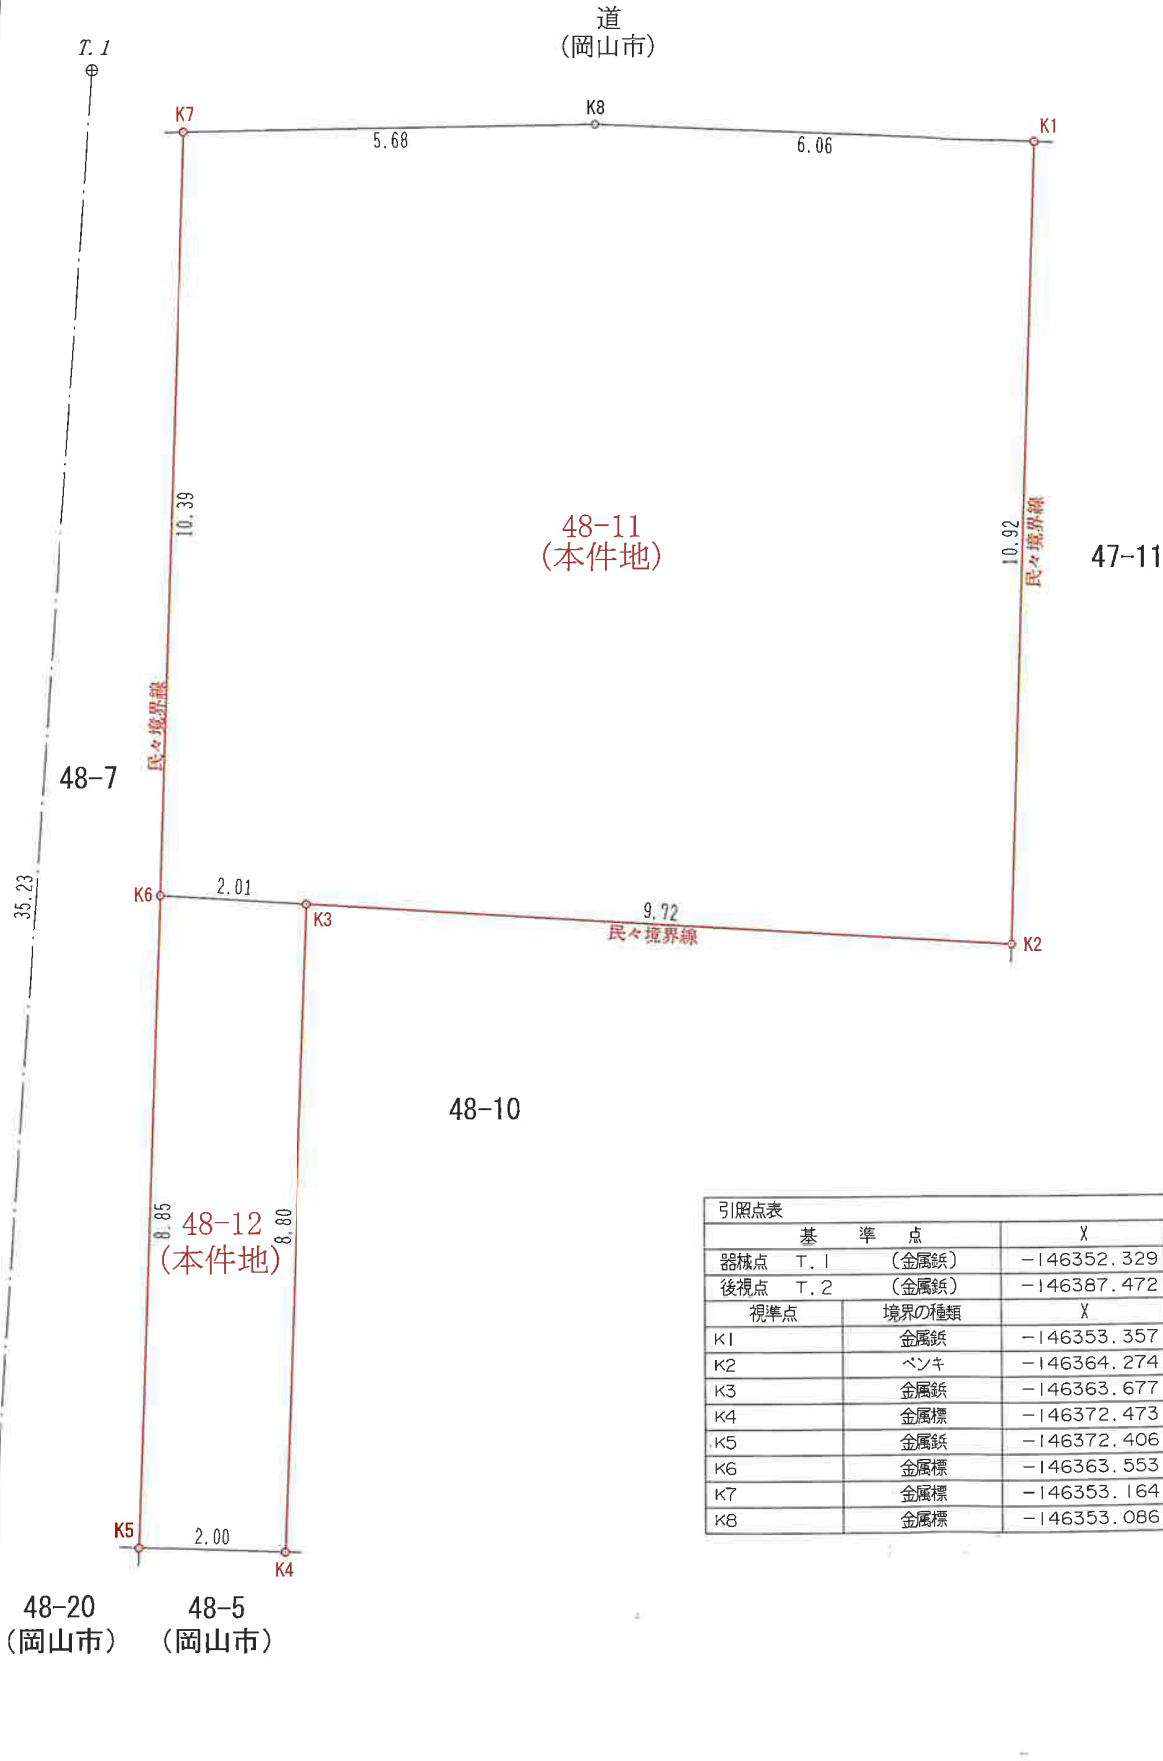 道
(岡山市)
T.1
K7
K8
K1
5.68
6.06
10.39
48-11
(本件地)
10.92
民々境界線
47-11
民々境界線
48-7
35.23
K6
2.01
K3
9.72
民々境界線
K2
48-10
8.85
48-12
(本件地)
8.80
引照点表
基 準 点 X
器械点 T.1 (金属鋲) -146352.329
後視点 T.2 (金属鋲) -146387.472
視準点 境界の種類 X
K1 金属鋲 -146353.357
K2 ペンキ -146364.274
K3 金属鋲 -146363.677
K4 金属標 -146372.473
K5 金属鋲 -146372.406
K6 金属標 -146363.553
K7 金属標 -146353.164
K8 金属標 -146353.086
K5
2.00
K4
48-20
(岡山市)
48-5
(岡山市)